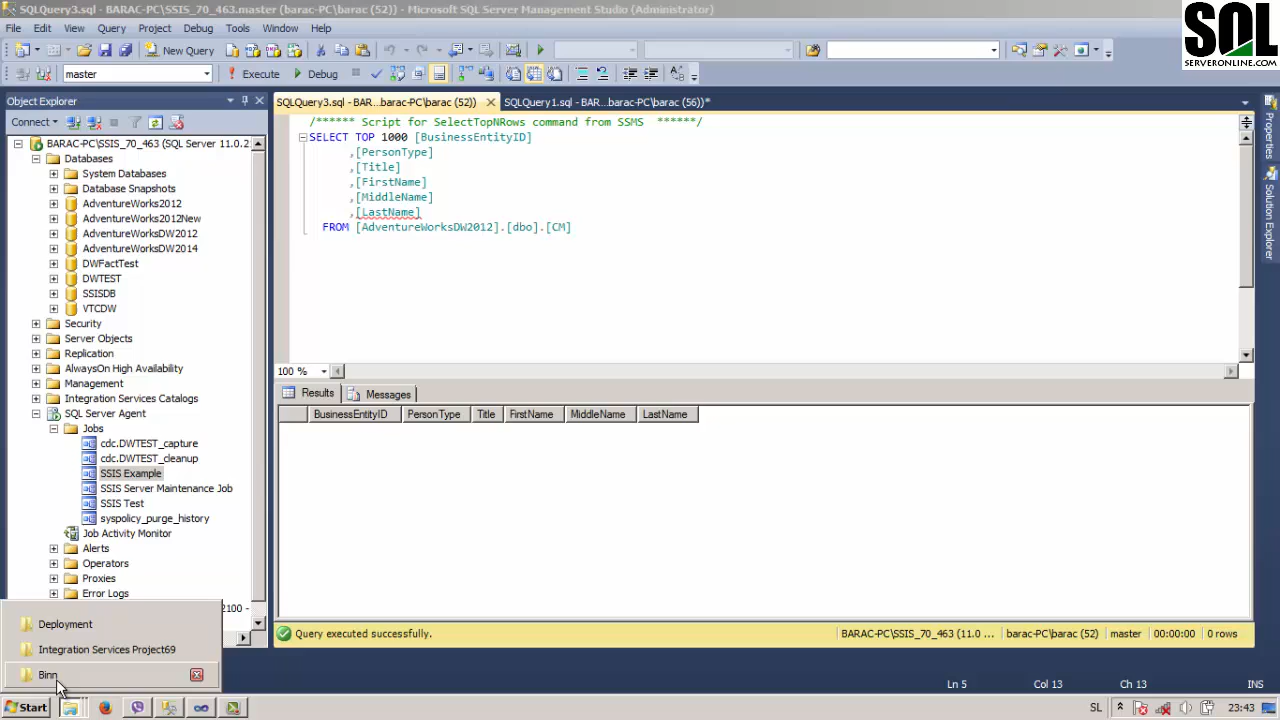 SQLQuery3.sql - BARAC-PC\SSIS_70_463.master (barac-PC\barac (52)) - Microsoft SQL Server Management Studio (Administrator)
SQL
SERVERONLINE.COM
File Edit View Query Project Debug Tools Window Help
New Query
master Execute Debug
Object Explorer
SQLQuery3.sql - BAR...barac-PC\barac (52)) SQLQuery1.sql - BAR...barac-PC\barac (56))*
Connect
BARAC-PC\SSIS_70_463 (SQL Server 11.0.2
Databases
System Databases
Database Snapshots
AdventureWorks2012
AdventureWorks2012New
AdventureWorksDW2012
AdventureWorksDW2014
DWFactTest
DWTEST
SSISDB
VTCDW
Security
Server Objects
Replication
AlwaysOn High Availability
Management
Integration Services Catalogs
SQL Server Agent
Jobs
cdc.DWTEST_capture
cdc.DWTEST_cleanup
SSIS Example
SSIS Server Maintenance Job
SSIS Test
syspolicy_purge_history
Job Activity Monitor
Alerts
Operators
Proxies
Error Logs
2100 -
/****** Script for SelectTopNRows command from SSMS  ******/
SELECT TOP 1000 [BusinessEntityID]
,[PersonType]
,[Title]
,[FirstName]
,[MiddleName]
,[LastName]
FROM [AdventureWorksDW2012].[dbo].[CM]
100 %
Results Messages
BusinessEntityID PersonType Title FirstName MiddleName LastName
Query executed successfully. BARAC-PC\SSIS_70_463 (11.0 ... barac-PC\barac (52) master 00:00:00 0 rows
Properties
Solution Explorer
Deployment
Integration Services Project69
Binn
Ln 5 Col 13 Ch 13 INS
Start SL 23:43